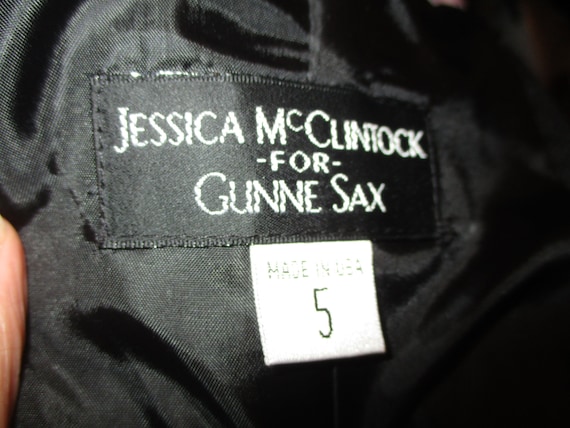 JESSICA McCLINTOCK
-FOR-
GUNNE SAX
MADE IN USA
5